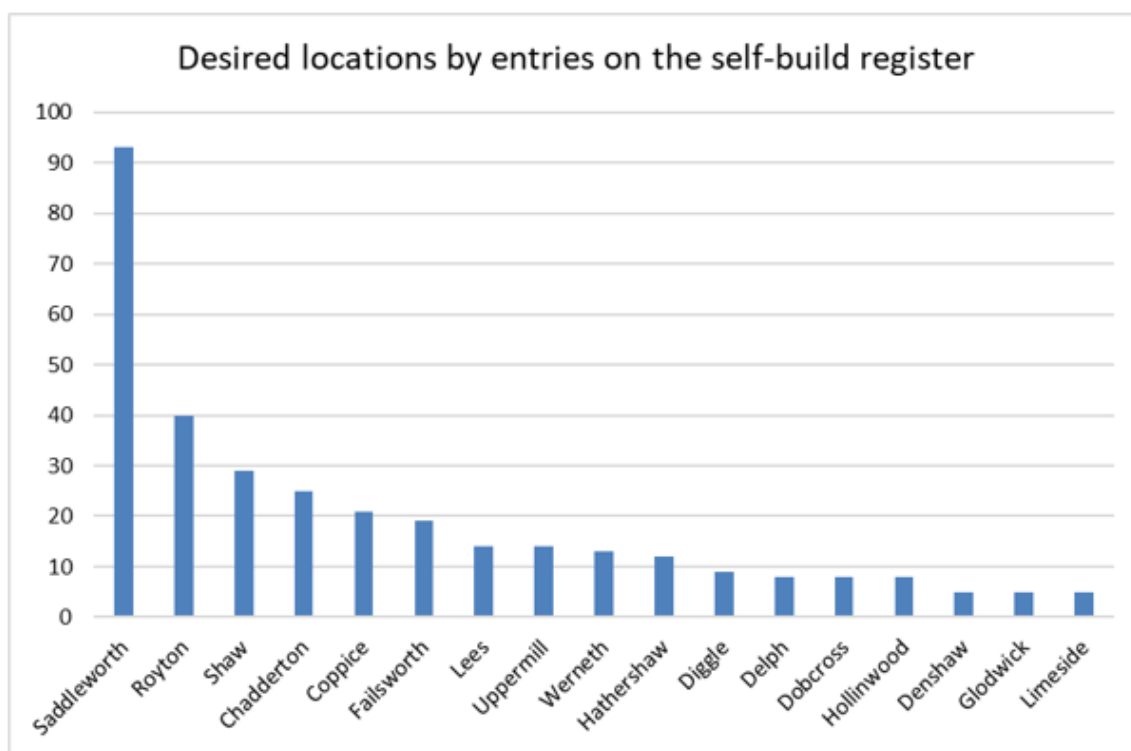 Desired locations by entries on the self-build register
100
90
80
70
60
50
40
30
20
10
0
Saddleworth
Royton
Shaw
Chadderton
Coppice
Failsworth
Lees
Uppermill
Werneth
Hathershaw
Diggle
Delph
Dobcross
Hollinwood
Denshaw
Glodwick
Limeside